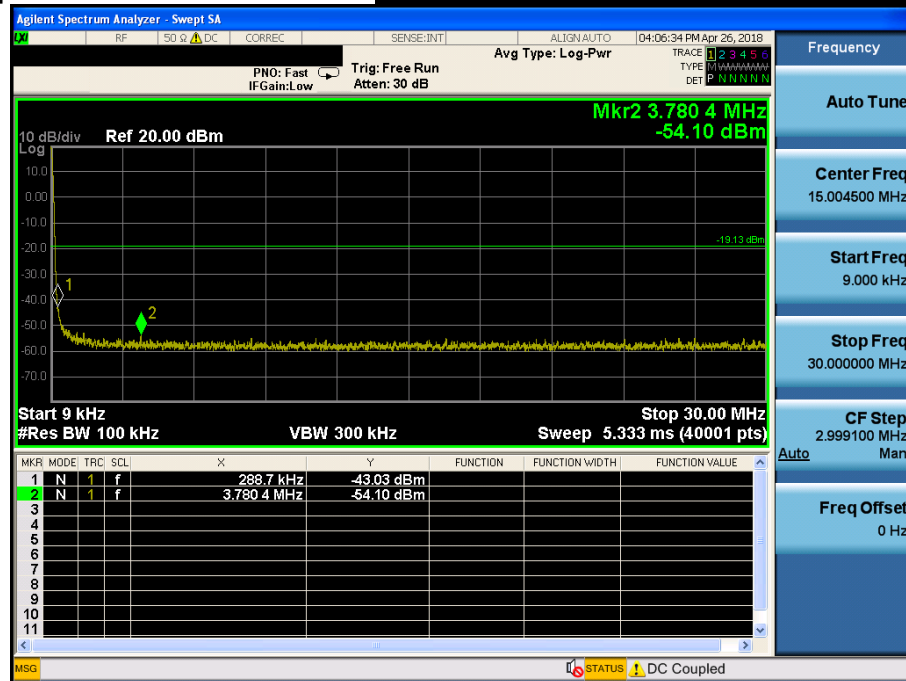 Agilent Spectrum Analyzer - Swept SA
LXI RF 50 Ω DC CORREC SENSE:INT ALIGN AUTO 04:06:34 PM Apr 26, 2018
Frequency
Avg Type: Log-Pwr
TRACE 1 2 3 4 5 6
PNO: Fast Trig: Free Run
TYPE M WWWWW
IFGain:Low Atten: 30 dB
DET P N N N N N
Auto Tune
Mkr2 3.780 4 MHz
-54.10 dBm
10 dB/div Ref 20.00 dBm
Log
10.0
0.00
-10.0
-20.0
-30.0
-40.0
-50.0
-60.0
-70.0
-19.13 dBm
1
2
Center Freq
15.004500 MHz
Start Freq
9.000 kHz
Stop Freq
30.000000 MHz
Start 9 kHz Stop 30.00 MHz
#Res BW 100 kHz VBW 300 kHz Sweep 5.333 ms (40001 pts)
CF Step
2.999100 MHz
Auto Man
MKR MODE TRC SCL X Y FUNCTION FUNCTION WIDTH FUNCTION VALUE
1 N 1 f 288.7 kHz -43.03 dBm
2 N 1 f 3.780 4 MHz -54.10 dBm
3
4
5
6
7
8
9
10
11
Freq Offset
0 Hz
MSG STATUS DC Coupled